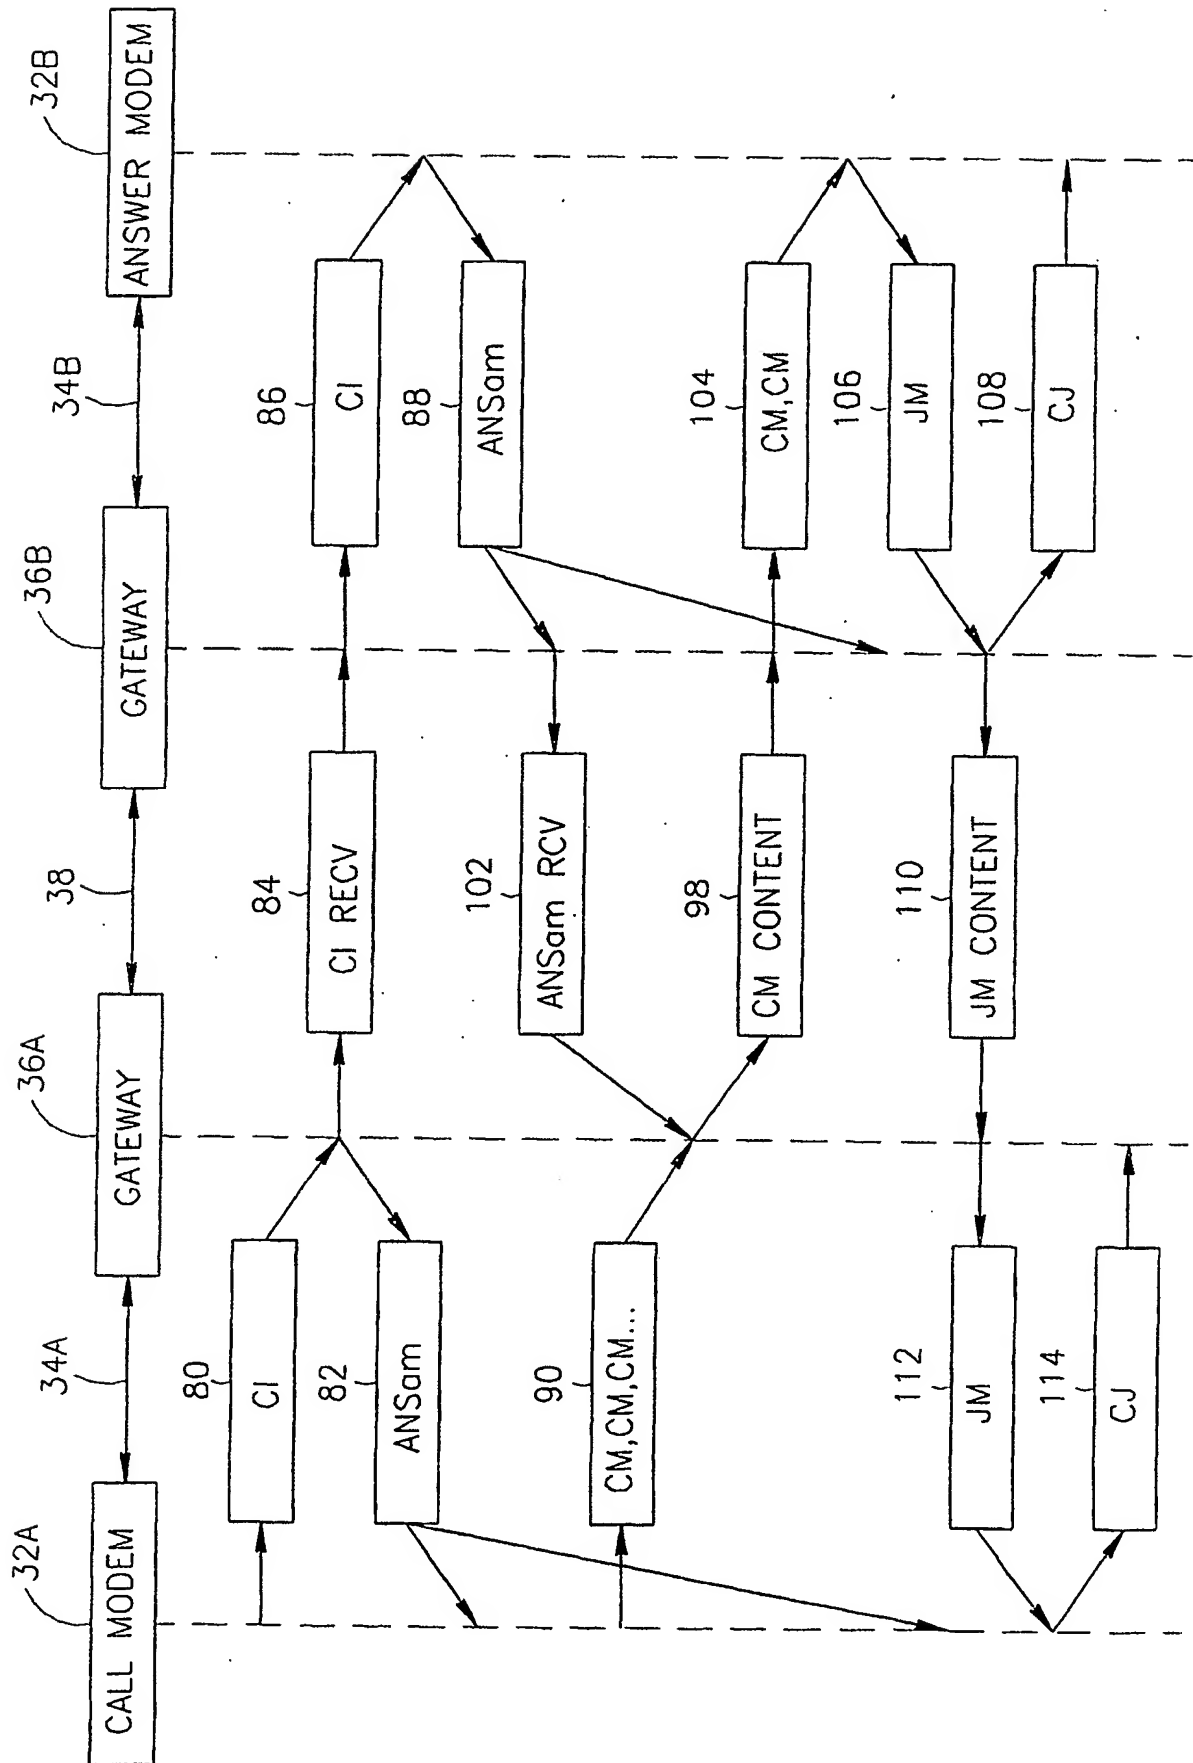 32A
CALL MODEM
34A
36A
GATEWAY
38
36B
GATEWAY
34B
32B
ANSWER MODEM
80
CI
82
ANSam
84
CI RECV
86
CI
88
ANSam
90
CM,CM,CM,CM...
102
ANSam RCV
98
CM CONTENT
104
CM,CM
106
JM
108
CJ
110
JM CONTENT
112
JM
114
CJ